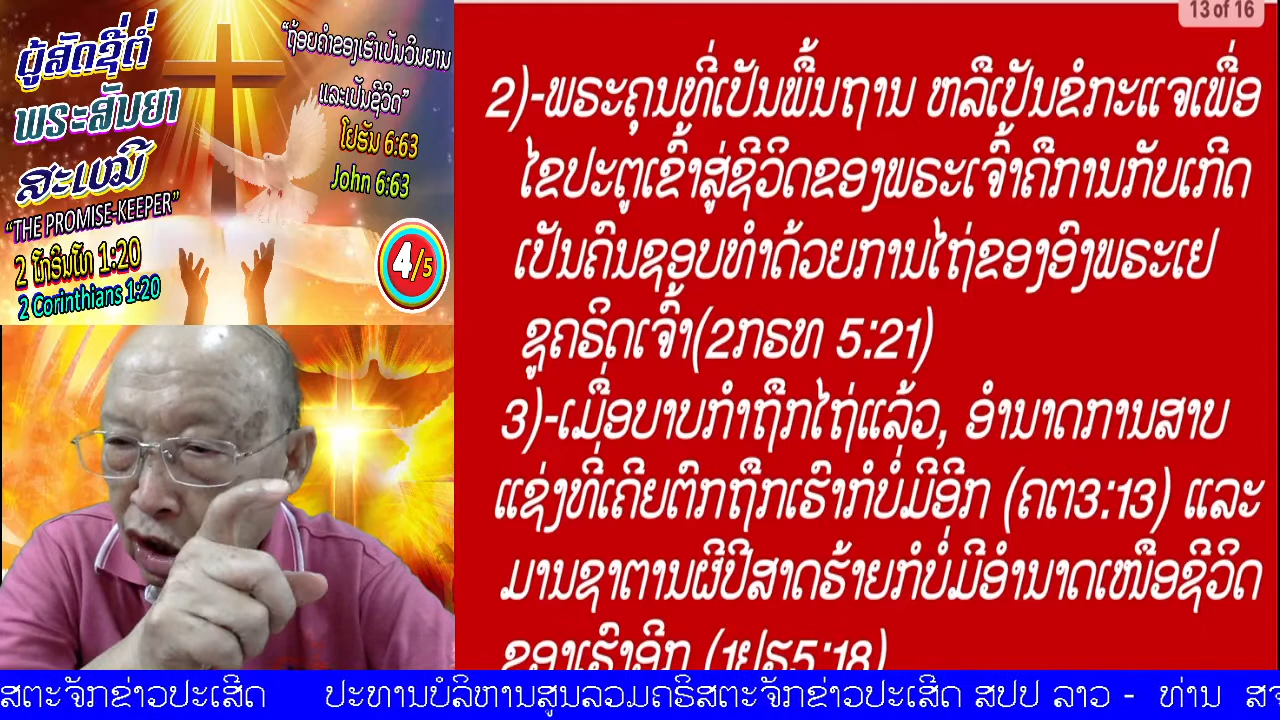 ຜູ້ສັດຊື່ຕໍ່
ພຣະສັນຍາ
ສະເໝີ
“THE PROMISE-KEEPER”
2 ໂກຣິນໂທ 1:20
2 Corinthians 1:20
“ຖ້ອຍຄຳຂອງເຮົາເປັນວິນຍານ
ແລະເປັນຊີວິດ”
ໂຢຮັນ 6:63
John 6:63
4/5
13 of 16
2)-ພຣະຄຸນທີ່ເປັນພື້ນຖານ ຫລືເປັນຂໍກະແຈເພື່ອ
ໄຂປະຕູເຂົ້າສູ່ຊີວິດຂອງພຣະເຈົ້າຄືການກັບເກີດ
ເປັນຄົນຊອບທຳດ້ວຍການໄຖ່ຂອງອົງພຣະເຢ
ຊູຄຣິດເຈົ້າ(2ກຣທ 5:21)
3)-ເມື່ອບາບກຳຖືກໄຖ່ແລ້ວ, ອຳນາດການສາບ
ແຊ່ງທີ່ເຄີຍຕົກຖືກເຮົາກໍບໍ່ມີອີກ (ຄຕ3:13) ແລະ
ມານຊາຕານຜີປີສາດຮ້າຍກໍບໍ່ມີອຳນາດເໜືອຊີວິດ
ຂອງເຮົາອີກ (1ຢຮ5:18)
ສຕະຈັກຂ່າວປະເສີດ ປະທານບໍລິຫານສູນລວມຄຣິສຕະຈັກຂ່າວປະເສີດ ສປປ ລາວ - ທ່ານ